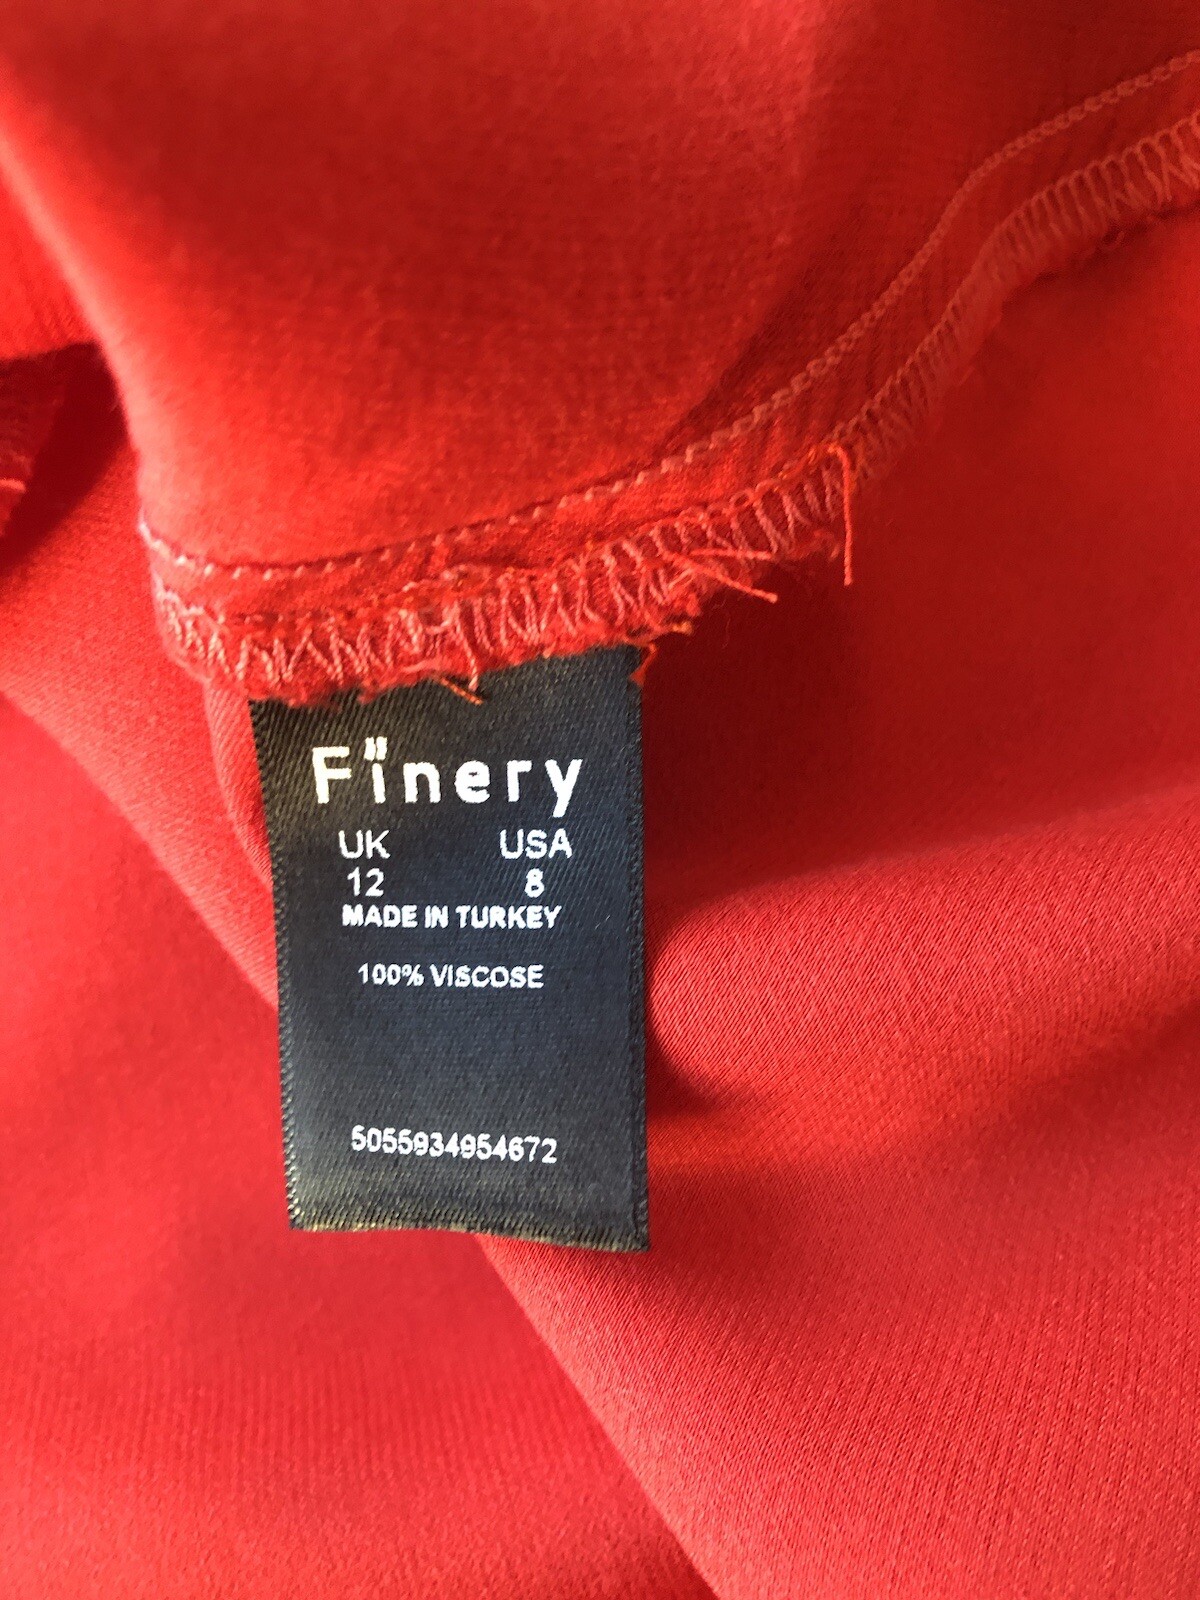 Finery
UK USA
12 8
MADE IN TURKEY
100% VISCOSE
5055934954672